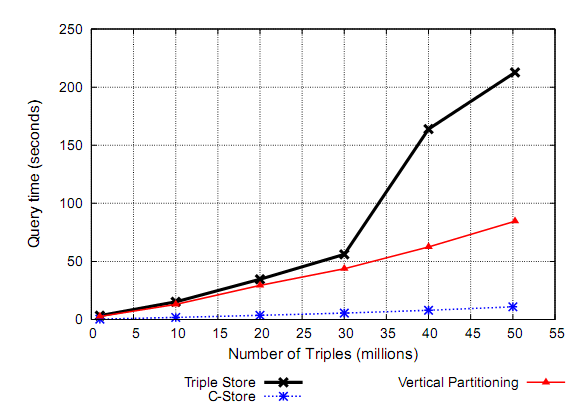 250
200
150
100
50
0
Query time (seconds)
0 5 10 15 20 25 30 35 40 45 50 55
Number of Triples (millions)
Triple Store
C-Store
Vertical Partitioning